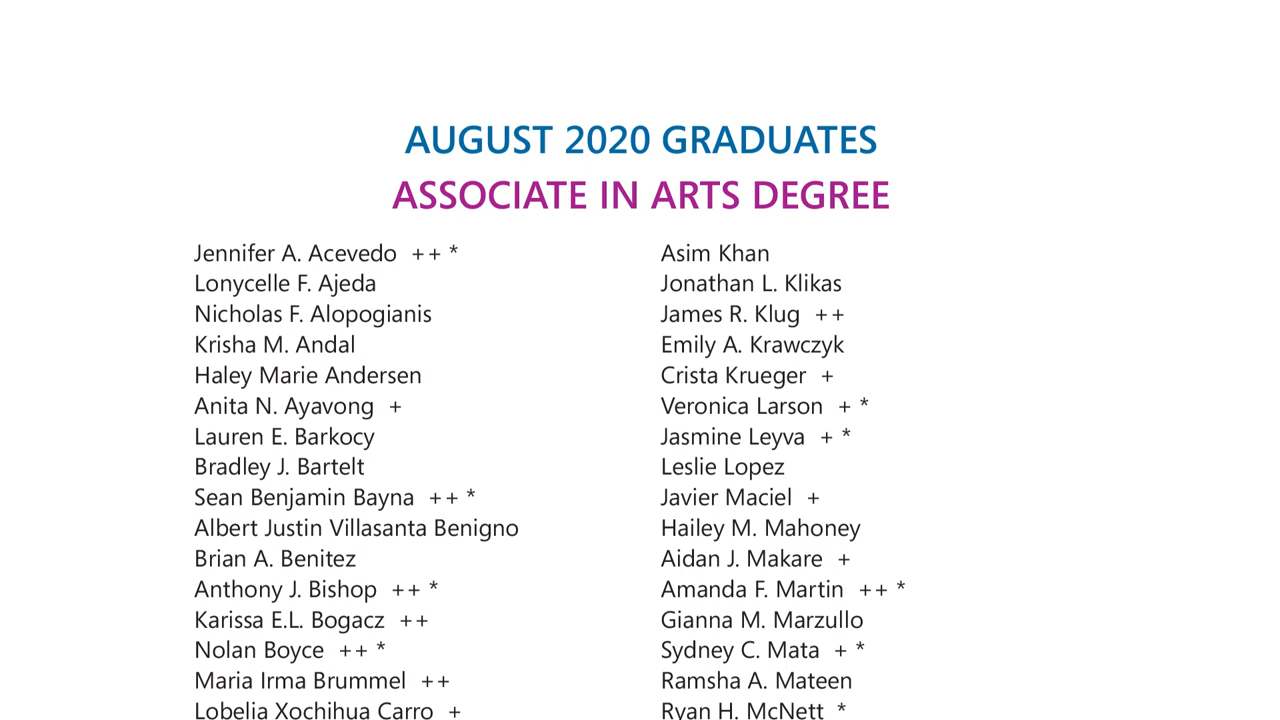 AUGUST 2020 GRADUATES
ASSOCIATE IN ARTS DEGREE
Jennifer A. Acevedo ++ *
Lonycelle F. Ajeda
Nicholas F. Alopogianis
Krisha M. Andal
Haley Marie Andersen
Anita N. Ayavong +
Lauren E. Barkocy
Bradley J. Bartelt
Sean Benjamin Bayna ++ *
Albert Justin Villasanta Benigno
Brian A. Benitez
Anthony J. Bishop ++ *
Karissa E.L. Bogacz ++
Nolan Boyce ++ *
Maria Irma Brummel ++
Lobelia Xochihua Carro +
Asim Khan
Jonathan L. Klikas
James R. Klug ++
Emily A. Krawczyk
Crista Krueger +
Veronica Larson + *
Jasmine Leyva + *
Leslie Lopez
Javier Maciel +
Hailey M. Mahoney
Aidan J. Makare +
Amanda F. Martin ++ *
Gianna M. Marzullo
Sydney C. Mata + *
Ramsha A. Mateen
Ryan H. McNett *